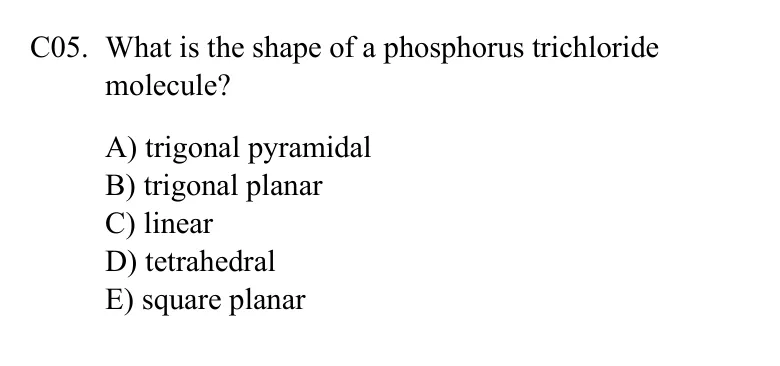 C05. What is the shape of a phosphorus trichloride
molecule?
A) trigonal pyramidal
B) trigonal planar
C) linear
D) tetrahedral
E) square planar